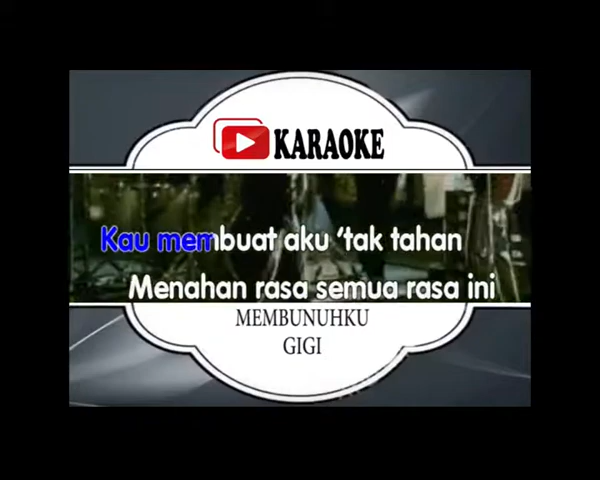 KARAOKE
Kau membuat aku ‘tak tahan
Menahan rasa semua rasa ini
MEMBUNUHKU
GIGI